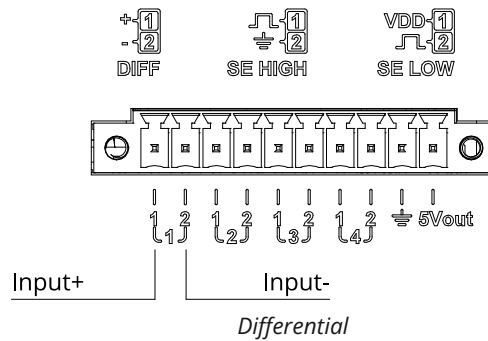 + 1 1 VDD 1
- 2 2 2
DIFF SE HIGH SE LOW
1 2 1 2 1 2 1 2 5Vout
1 2 3 4
Input+ Input-
Differential